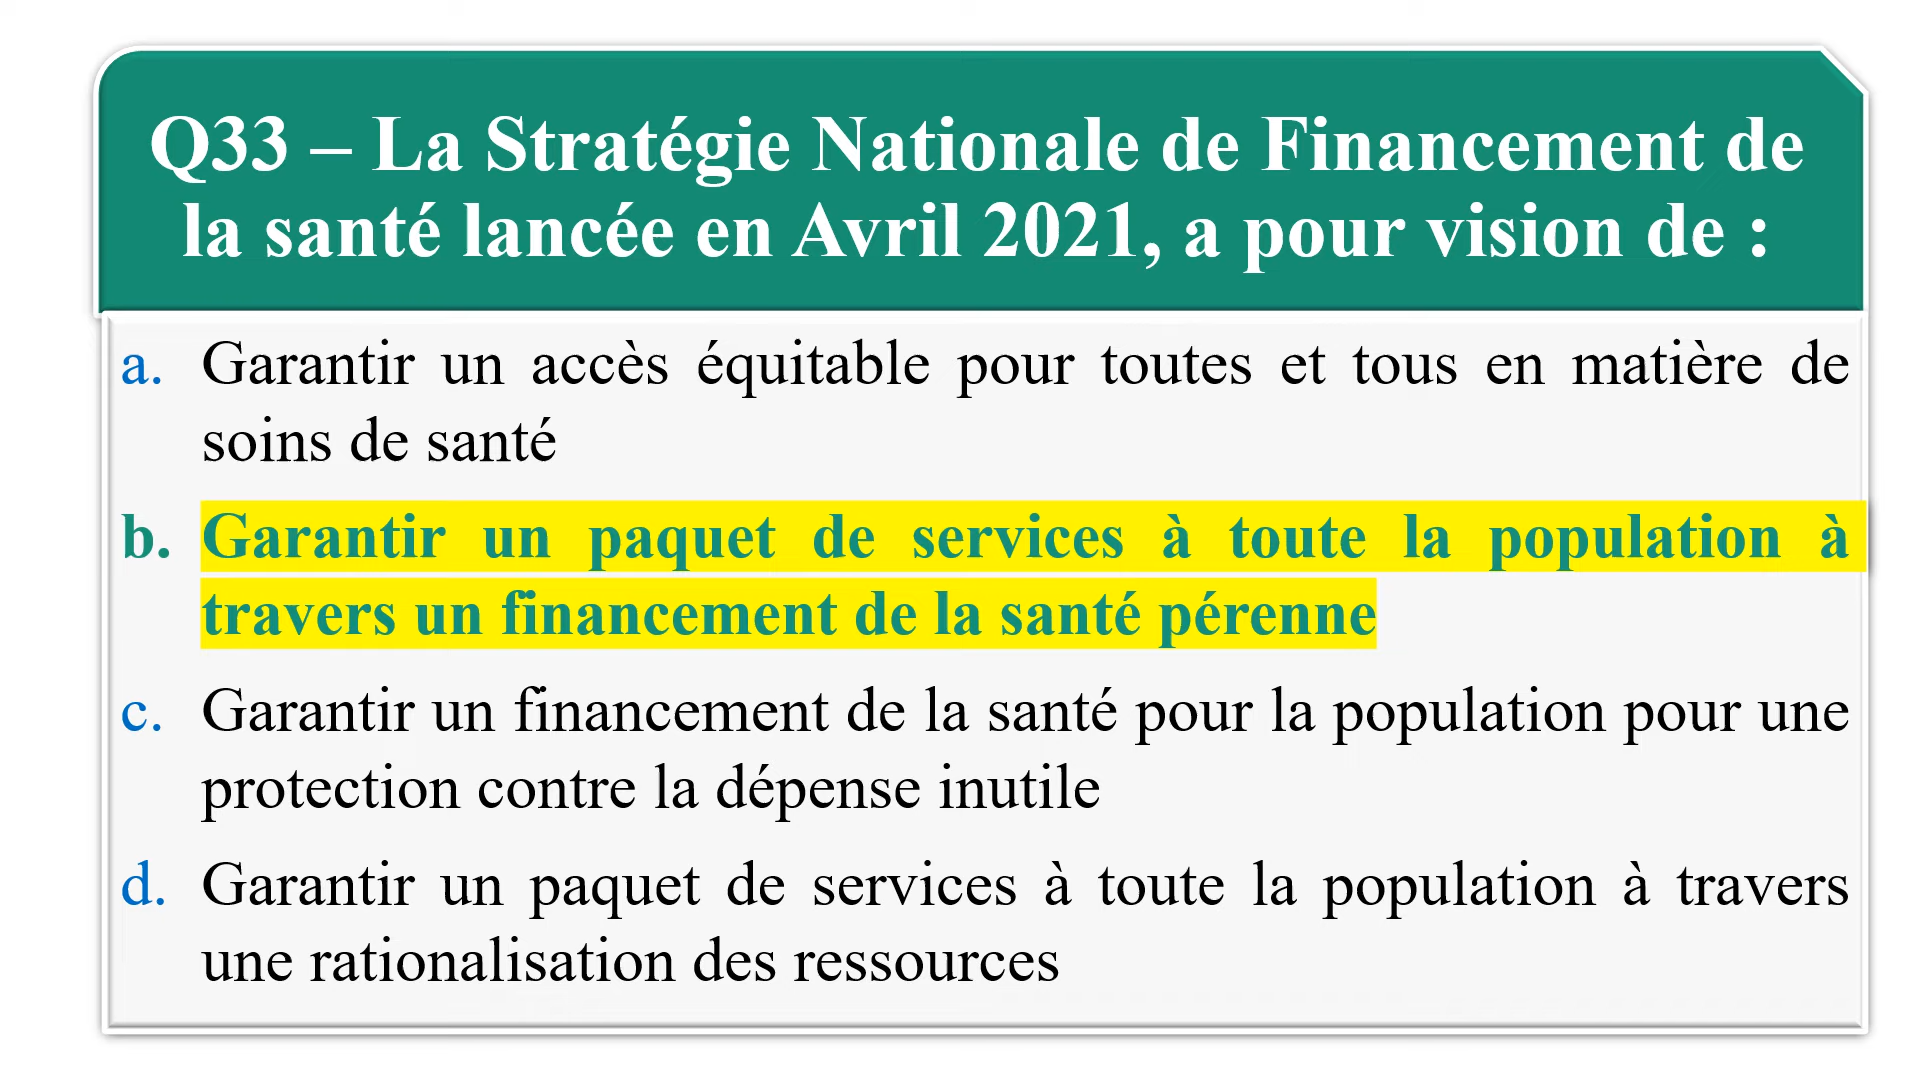 Q33 – La Stratégie Nationale de Financement de
la santé lancée en Avril 2021, a pour vision de :
a. Garantir un accès équitable pour toutes et tous en matière de
soins de santé
b. Garantir un paquet de services à toute la population à
travers un financement de la santé pérenne
c. Garantir un financement de la santé pour la population pour une
protection contre la dépense inutile
d. Garantir un paquet de services à toute la population à travers
une rationalisation des ressources